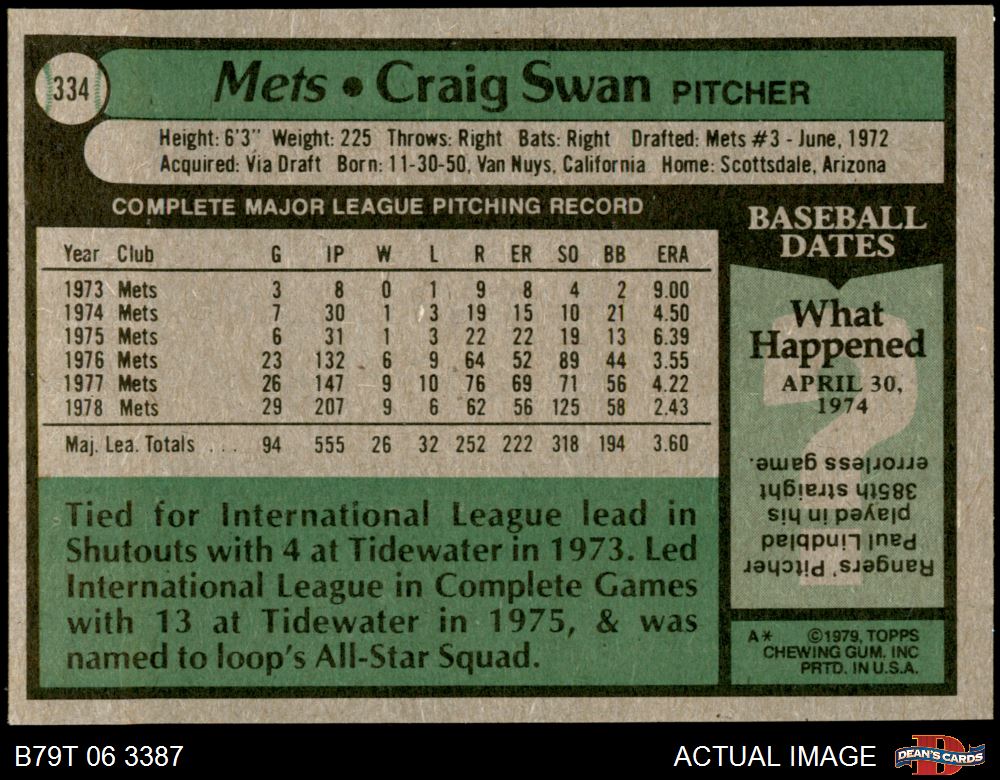 334
Mets • Craig Swan PITCHER
Height: 6'3" Weight: 225 Throws: Right Bats: Right Drafted: Mets #3 - June, 1972
Acquired: Via Draft Born: 11-30-50, Van Nuys, California Home: Scottsdale, Arizona
COMPLETE MAJOR LEAGUE PITCHING RECORD
Year Club G IP W L R ER SO BB ERA
1973 Mets 3 8 0 1 9 8 4 2 9.00
1974 Mets 7 30 1 3 19 15 10 21 4.50
1975 Mets 6 31 1 3 22 22 19 13 6.39
1976 Mets 23 132 6 9 64 52 89 44 3.55
1977 Mets 26 147 9 10 76 69 71 56 4.22
1978 Mets 29 207 9 6 62 56 125 58 2.43
Maj. Lea. Totals . . . 94 555 26 32 252 222 318 194 3.60
Tied for International League lead in
Shutouts with 4 at Tidewater in 1973. Led
International League in Complete Games
with 13 at Tidewater in 1975, & was
named to loop's All-Star Squad.
BASEBALL
DATES
What
Happened
APRIL 30,
1974
?
Rangers' Pitcher
Paul Lindblad
played in his
385th straight
errorless game.
A* ©1979, TOPPS
CHEWING GUM, INC
PRTD. IN U.S.A.
B79T 06 3387
ACTUAL IMAGE
D
DEAN'S CARDS